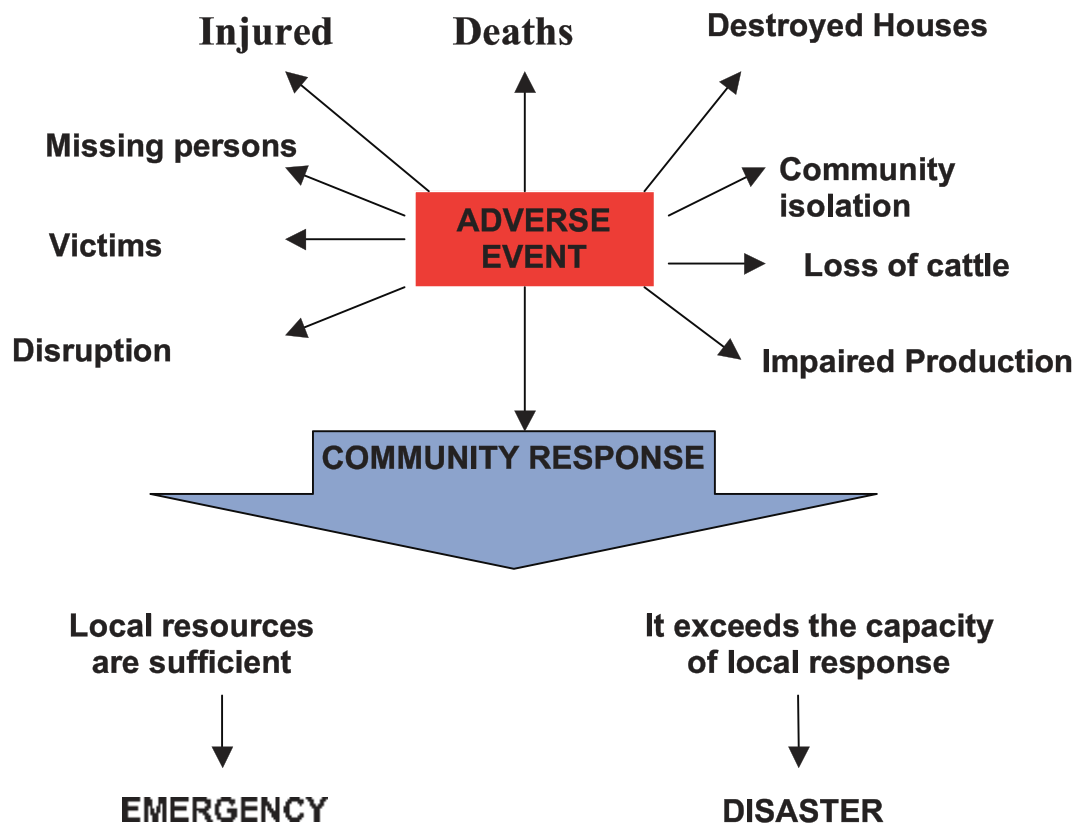 Injured
Deaths
Destroyed Houses
Missing persons
Community
isolation
ADVERSE
EVENT
Victims
Loss of cattle
Disruption
Impaired Production
COMMUNITY RESPONSE
Local resources
are sufficient
It exceeds the capacity
of local response
EMERGENCY
DISASTER